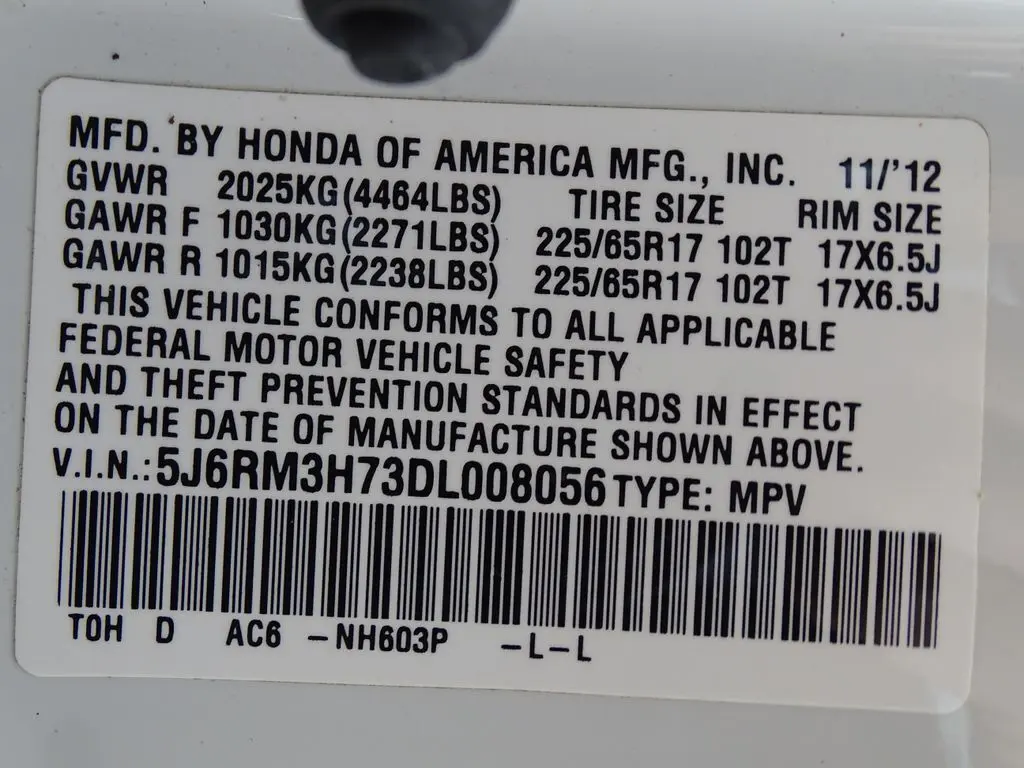 MFD. BY HONDA OF AMERICA MFG., INC. 11/'12
GVWR 2025KG(4464LBS) TIRE SIZE RIM SIZE
GAWR F 1030KG(2271LBS) 225/65R17 102T 17X6.5J
GAWR R 1015KG(2238LBS) 225/65R17 102T 17X6.5J
THIS VEHICLE CONFORMS TO ALL APPLICABLE
FEDERAL MOTOR VEHICLE SAFETY
AND THEFT PREVENTION STANDARDS IN EFFECT
ON THE DATE OF MANUFACTURE SHOWN ABOVE.
V.I.N.:5J6RM3H73DL008056 TYPE: MPV
TOH D AC6 -NH603P -L-L